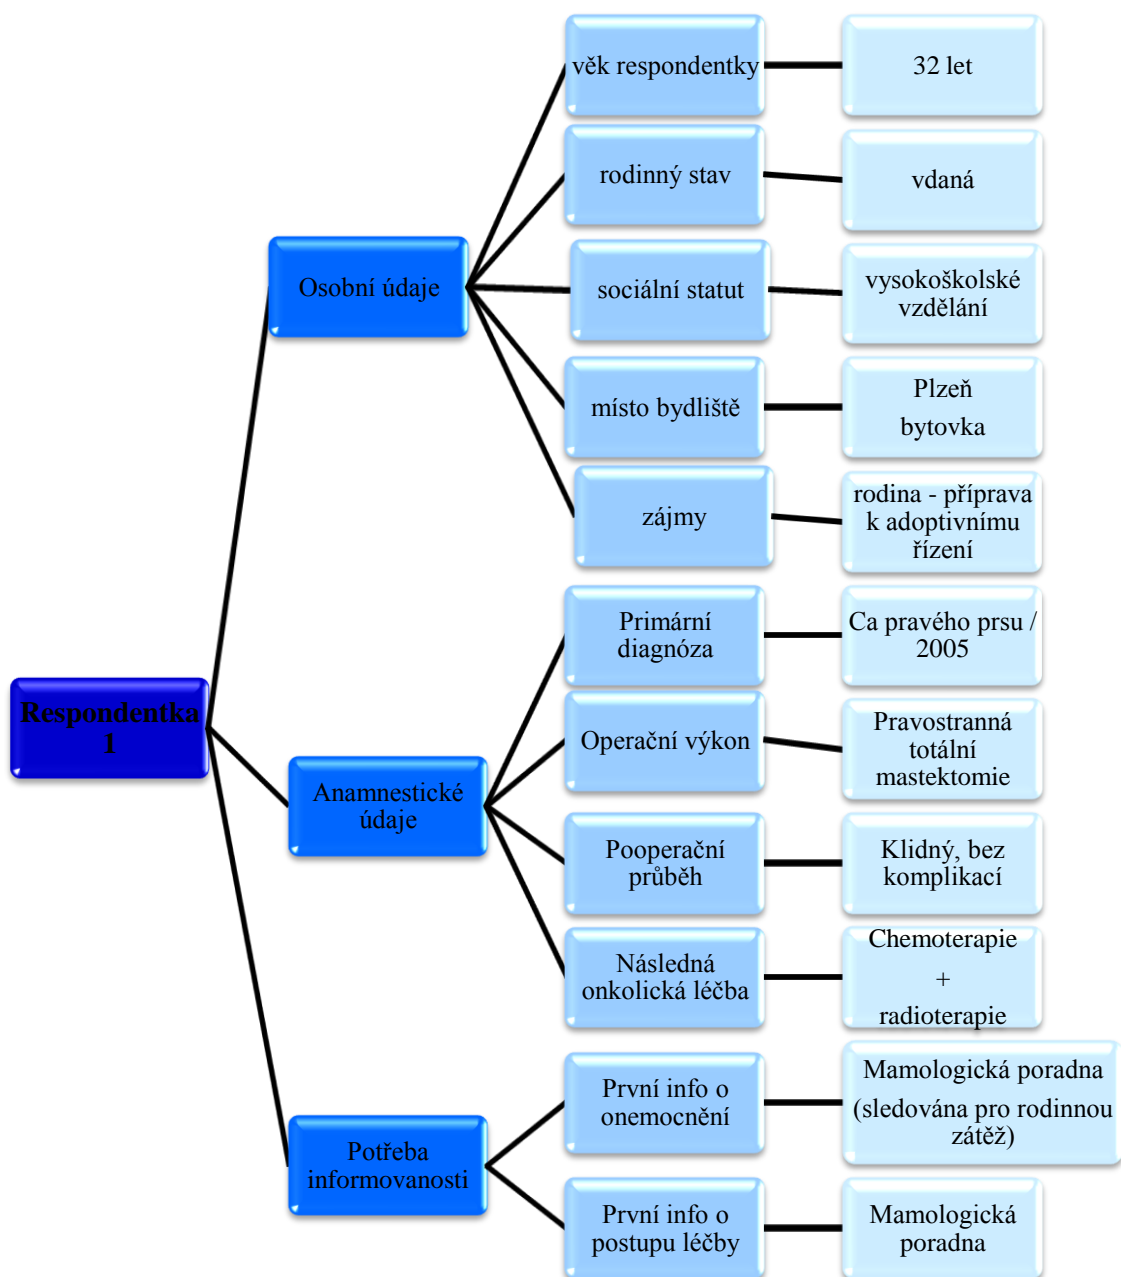 Respondentka
1
Osobní údaje
věk respondentky
32 let
rodinný stav
vdaná
sociální statut
vysokoškolské
vzdělání
místo bydliště
Plzeň
bytovka
zájmy
rodina - příprava
k adoptivnímu
řízení
Anamnestické
údaje
Primární
diagnóza
Ca pravého prsu /
2005
Operační výkon
Pravostranná
totální
mastektomie
Pooperační
průběh
Klidný, bez
komplikací
Následná
onkolická léčba
Chemoterapie
+
radioterapie
Potřeba
informovanosti
První info o
onemocnění
Mamologická poradna
(sledována pro rodinnou
zátěž)
První info o
postupu léčby
Mamologická
poradna